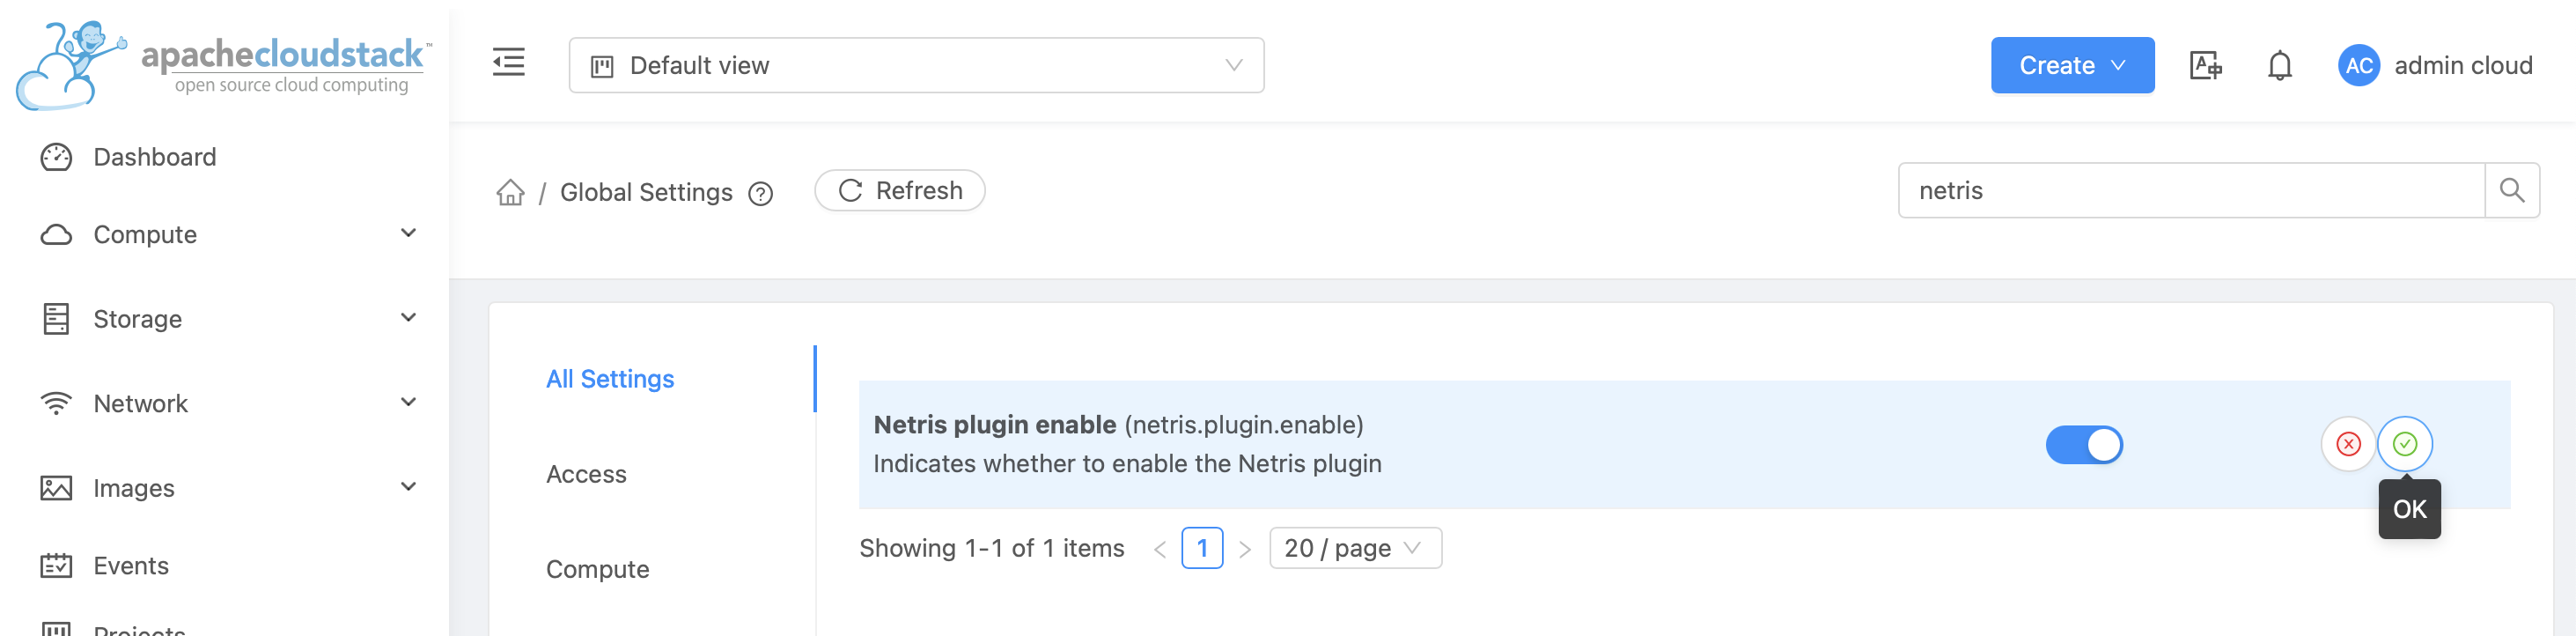 apachecloudstack™
open source cloud computing
Default view
Create
AC
admin cloud
Dashboard
Compute
Storage
Network
Images
Events
Projects
/ Global Settings
Refresh
netris
All Settings
Access
Compute
Netris plugin enable (netris.plugin.enable)
Indicates whether to enable the Netris plugin
OK
Showing 1-1 of 1 items
1
20 / page